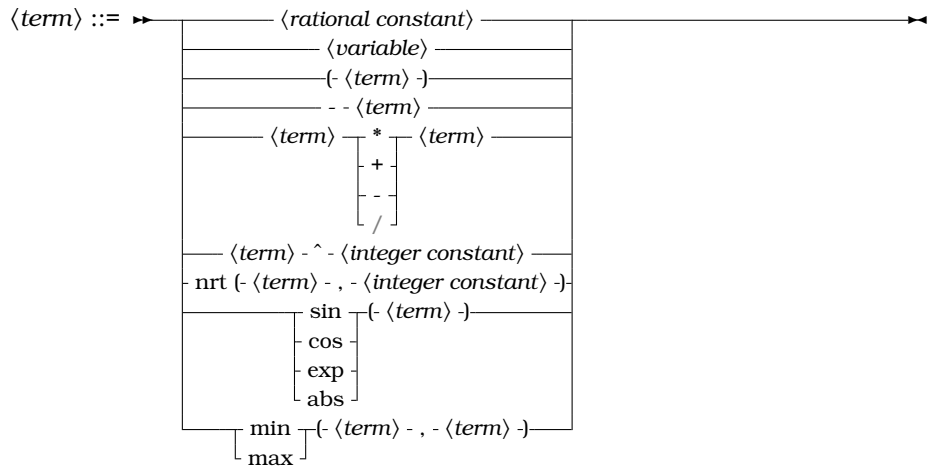 ⟨term⟩ ::= ⟨rational constant⟩
⟨variable⟩
( ⟨term⟩ )
- ⟨term⟩
⟨term⟩ * ⟨term⟩
+
-
/
⟨term⟩ ^ ⟨integer constant⟩
nrt ( ⟨term⟩ , ⟨integer constant⟩ )
sin ( ⟨term⟩ )
cos
exp
abs
min ( ⟨term⟩ , ⟨term⟩ )
max